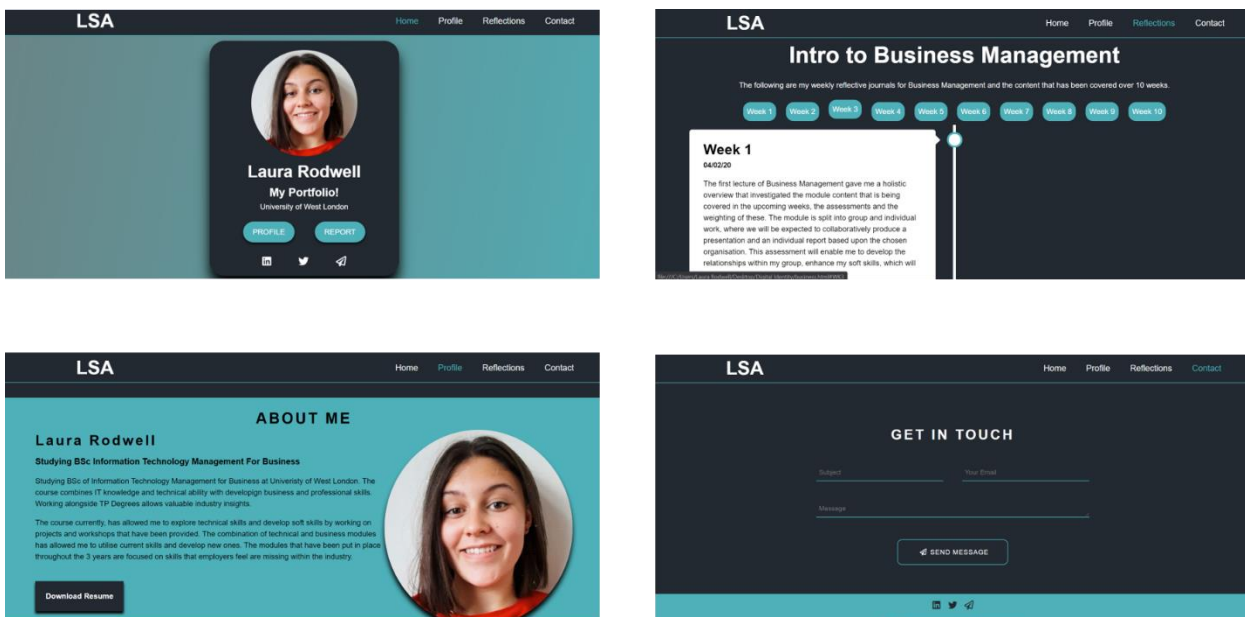 LSA
Home Profile Reflections Contact
Laura Rodwell
My Portfolio!
University of West London
PROFILE REPORT
LSA
Home Profile Reflections Contact
Intro to Business Management
The following are my weekly reflective journals for Business Management and the content that has been covered over 10 weeks.
Week 1 Week 2 Week 3 Week 4 Week 5 Week 6 Week 7 Week 8 Week 9 Week 10
Week 1
04/02/20
The first lecture of Business Management gave me a holistic
overview that investigated the module content that is being
covered in the upcoming weeks, the assessments and the
weighting of these. The module is split into group and individual
work, where we will be expected to collaboratively produce a
presentation and an individual report based upon the chosen
organisation. This assessment will enable me to develop the
relationships within my group, enhance my soft skills, which will
LSA
Home Profile Reflections Contact
ABOUT ME
Laura Rodwell
Studying BSc Information Technology Management For Business
Studying BSc of Information Technology Management for Business at Univeristy of West London. The
course combines IT knowledge and technical ability with developign business and professional skills.
Working alongside TP Degrees allows valuable industry insights.
The course currently, has allowed me to explore technical skills and develop soft skills by working on
projects and workshops that have been provided. The combination of technical and business modules
has allowed me to utilise current skills and develop new ones. The modules that have been put in place
throughout the 3 years are focused on skills that employers feel are missing within the industry.
Download Resume
LSA
Home Profile Reflections Contact
GET IN TOUCH
Subject Your Email
Message
SEND MESSAGE